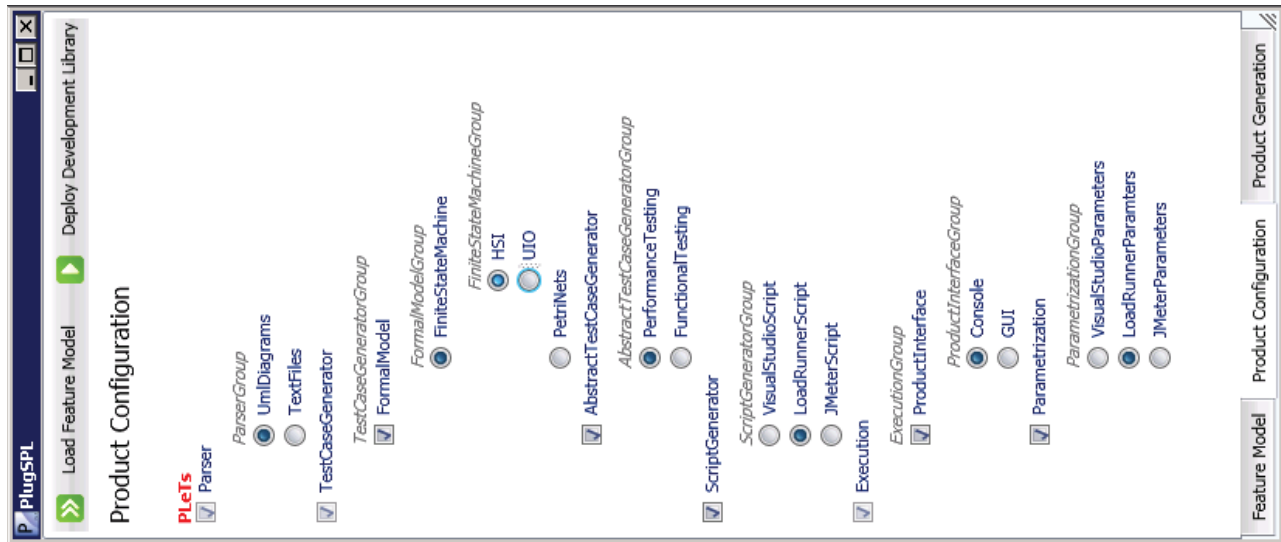 PlugSPL
Load Feature Model
Deploy Development Library
Product Configuration
PLeTs
Parser
ParserGroup
UmlDiagrams
TextFiles
TestCaseGenerator
TestCaseGeneratorGroup
FormalModel
FormalModelGroup
FiniteStateMachine
FiniteStateMachineGroup
HSI
UIO
PetriNets
AbstractTestCaseGenerator
AbstractTestCaseGeneratorGroup
PerformanceTesting
FunctionalTesting
ScriptGenerator
ScriptGeneratorGroup
VisualStudioScript
LoadRunnerScript
JMeterScript
Execution
ExecutionGroup
ProductInterface
ProductInterfaceGroup
Console
GUI
Parametrization
ParametrizationGroup
VisualStudioParameters
LoadRunnerParamters
JMeterParameters
Feature Model
Product Configuration
Product Generation